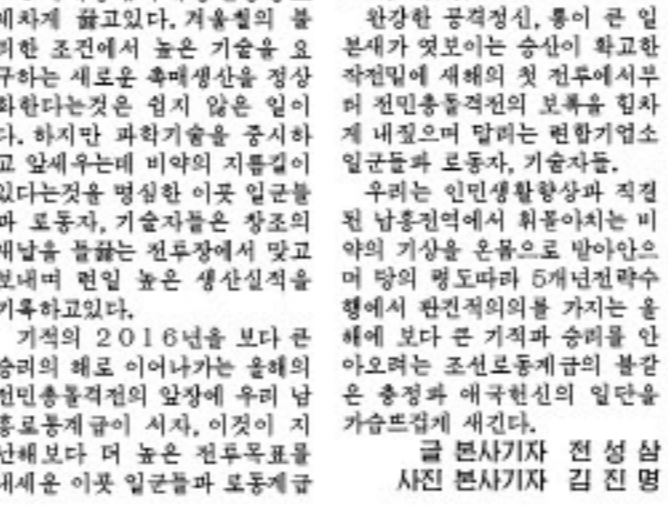 세차게 끓고있다. 겨울철의 불
리한 조건에서 높은 기술을 요
구하는 새로운 촉매생산을 정상
화한다는것은 쉽지 않은 일이
다. 하지만 과학기술을 중시하
고 앞세우는데 비약의 지름길이
있다는것을 명심한 이곳 일군들
과 로동자, 기술자들은 창조의
새날을 들끓는 전투장에서 맞고
보내며 련일 높은 생산실적을
기록하고있다.
기적의 2016년을 보다 큰
승리의 해로 이어나가는 올해의
전민총돌격전의 앞장에 우리 남
흥로동계급이 서자, 이것이 지
난해보다 더 높은 전투목표를
내세운 이곳 일군들과 로동계급
완강한 공격정신, 통이 큰 일
본새가 엿보이는 승산이 확고한
작전밑에 새해의 첫 전투에서부
터 전민총돌격전의 보폭을 힘차
게 내짚으며 달리는 련합기업소
일군들과 로동자, 기술자들.
우리는 인민생활향상과 직결
된 남흥전역에서 휘몰아치는 비
약의 기상을 온몸으로 받아안으
며 당의 령도따라 5개년전략수
행에서 관건적의의를 가지는 올
해에 보다 큰 기적과 승리를 안
아오려는 조선로동계급의 불같
은 충정과 애국헌신의 일단을
가슴뜨겁게 새긴다.
글 본사기자 전성삼
사진 본사기자 김진명